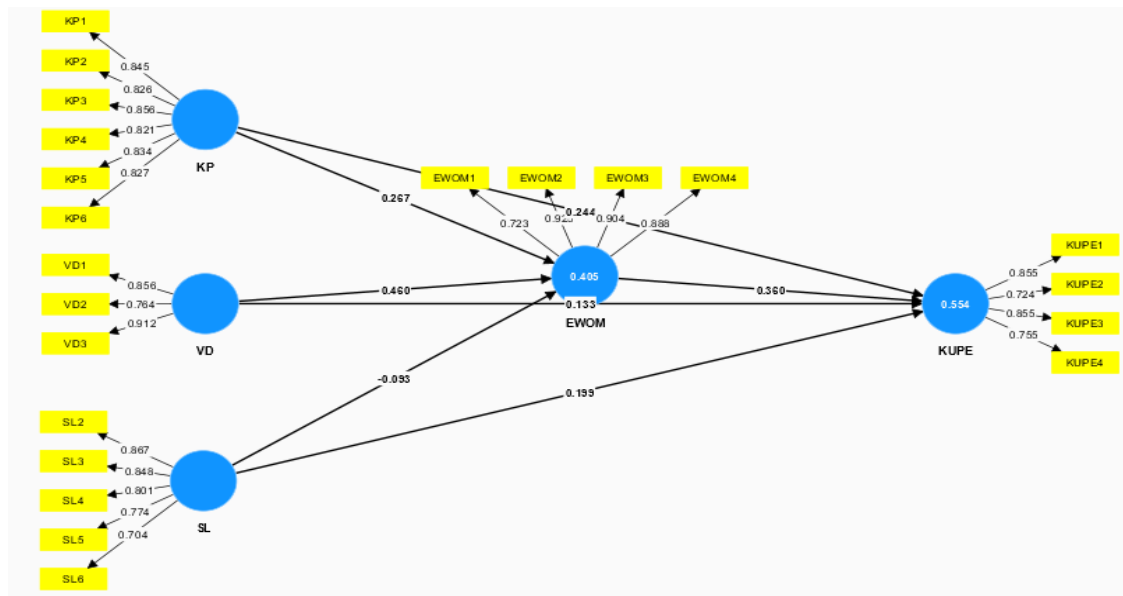 KP1
KP2
KP3
KP4
KP5
KP6
0.845
0.826
0.856
0.821
0.834
0.827
KP
VD1
VD2
VD3
0.856
0.764
0.912
VD
SL2
SL3
SL4
SL5
SL6
0.867
0.848
0.801
0.774
0.704
SL
0.267
0.460
-0.093
0.244
0.133
0.199
0.360
EWOM1
EWOM2
EWOM3
EWOM4
0.723
0.904
0.888
0.405
EWOM
KUPE1
KUPE2
KUPE3
KUPE4
0.855
0.724
0.855
0.755
0.554
KUPE